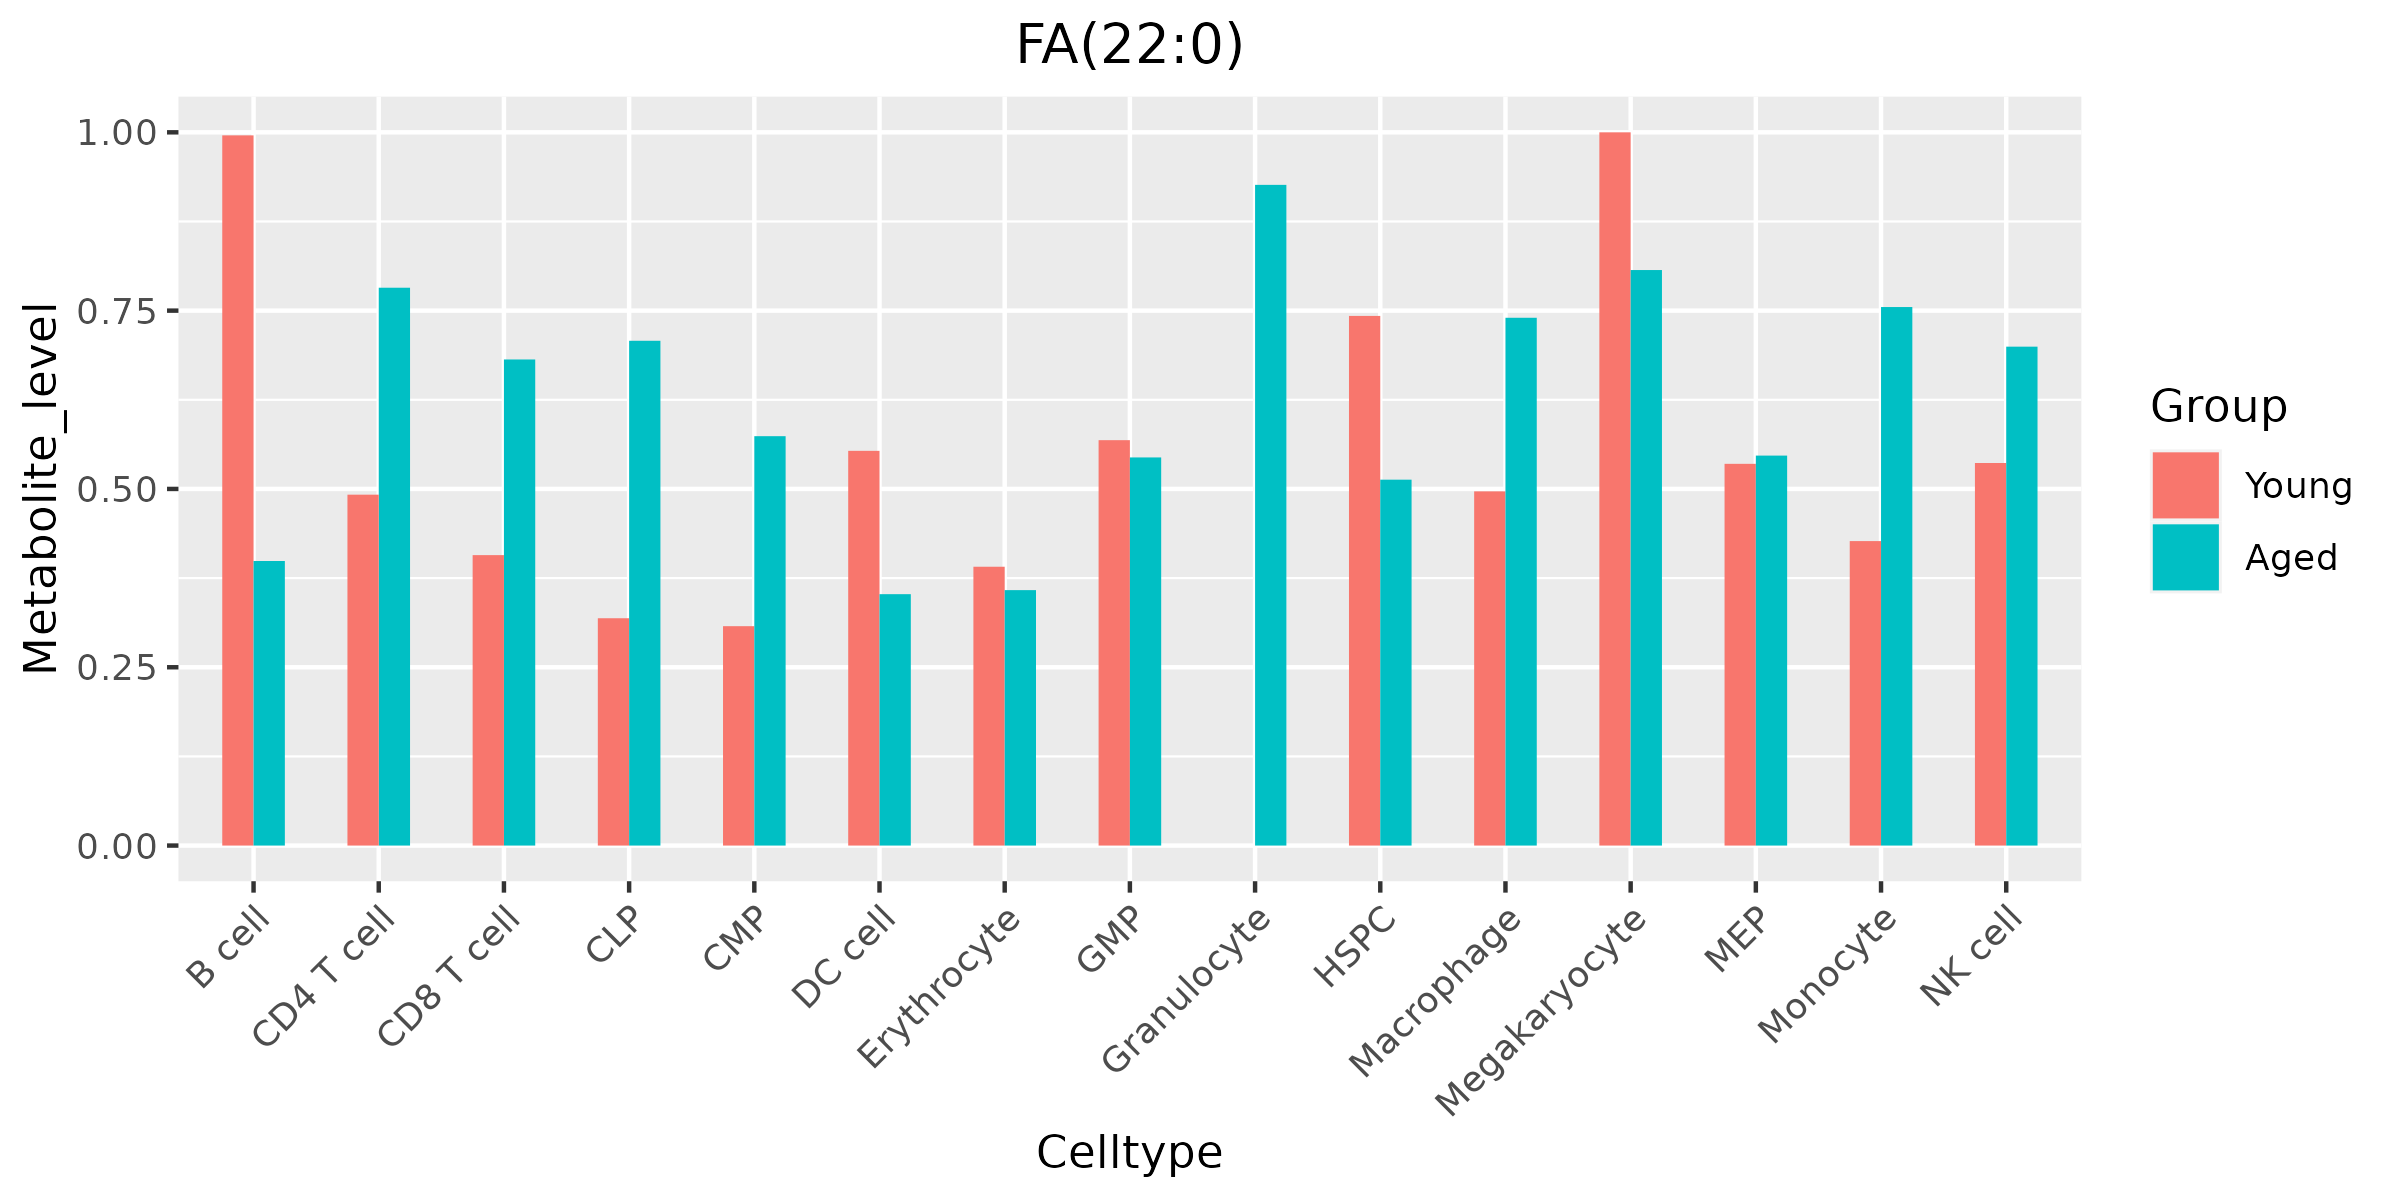 FA(22:0)
Metabolite_level
1.00
0.75
0.50
0.25
0.00
B cell
CD4 T cell
CD8 T cell
CLP
CMP
DC cell
Erythrocyte
GMP
Granulocyte
HSPC
Macrophage
Megakaryocyte
MEP
Monocyte
NK cell
Celltype
Group
Young
Aged